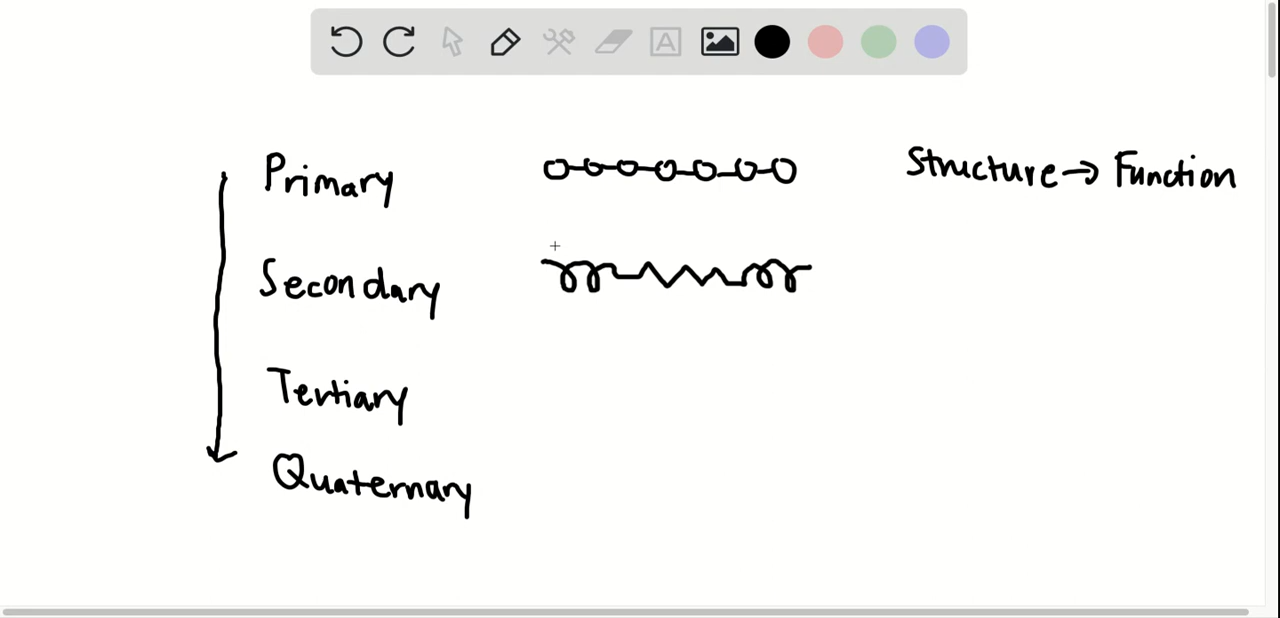 Primary
Structure → Function
Secondary
Tertiary
Quaternary